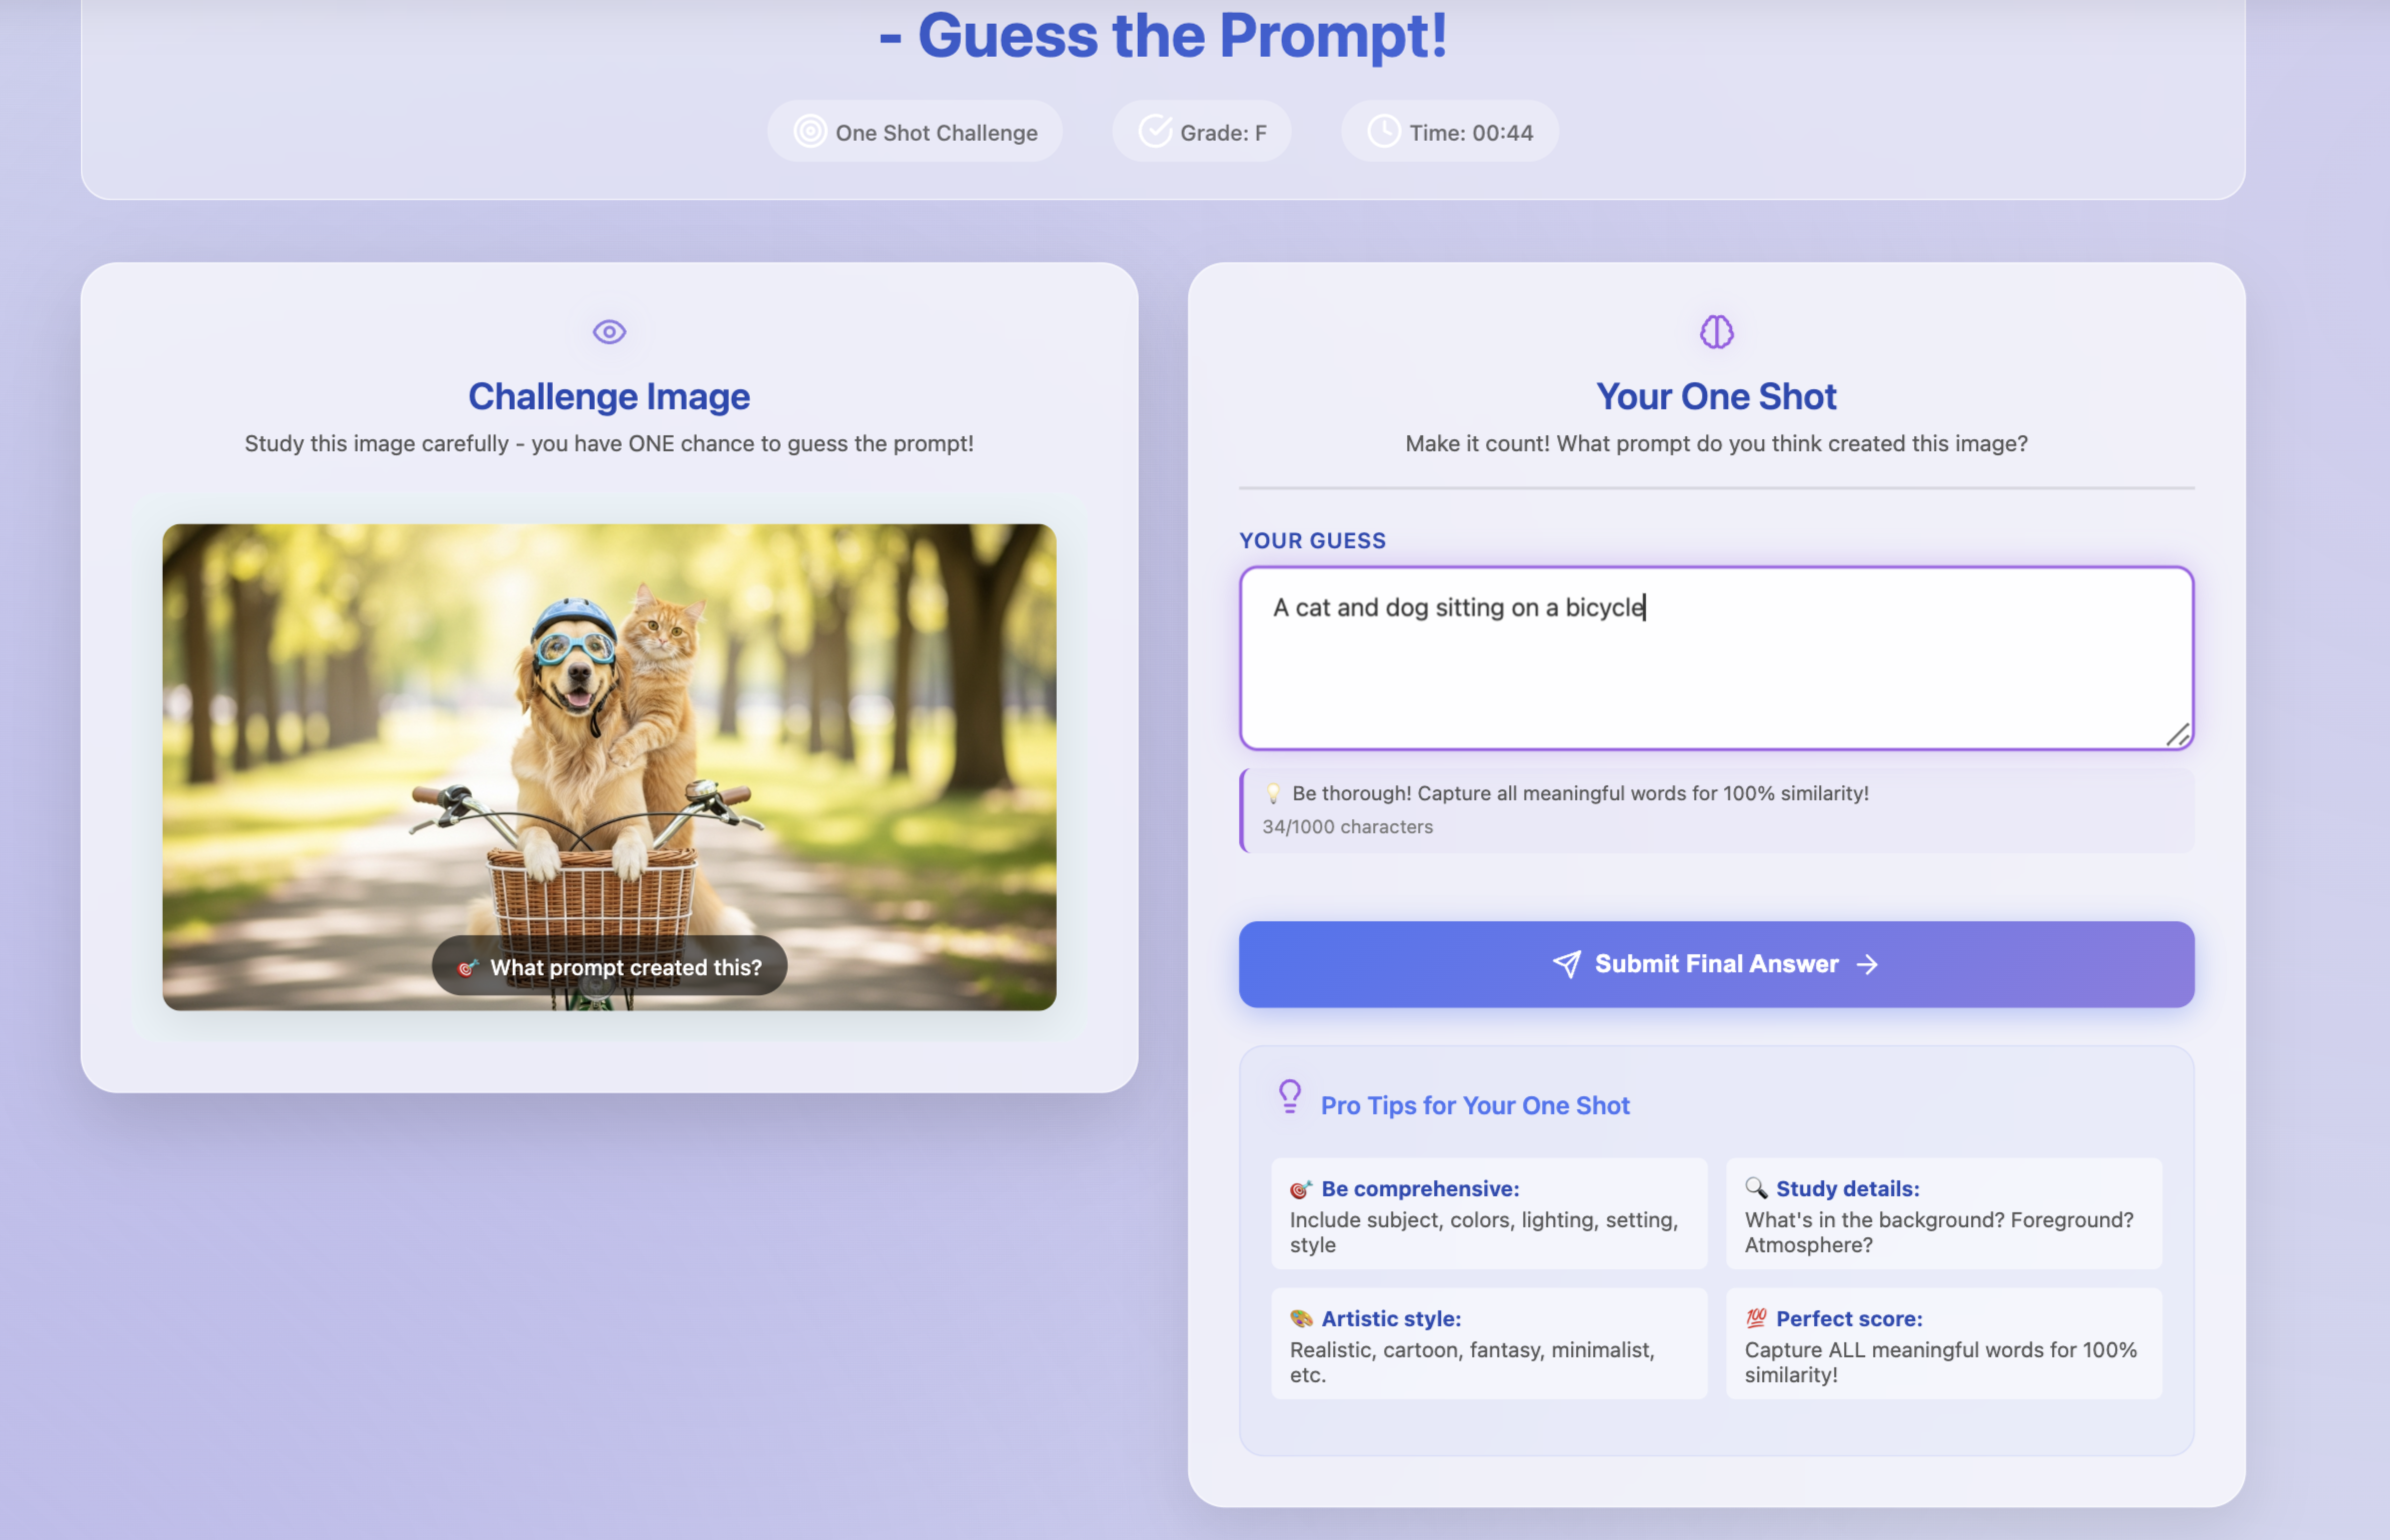 - Guess the Prompt!
One Shot Challenge
Grade: F
Time: 00:44
Challenge Image
Study this image carefully - you have ONE chance to guess the prompt!
🎯 What prompt created this?
Your One Shot
Make it count! What prompt do you think created this image?
YOUR GUESS
A cat and dog sitting on a bicycle
💡 Be thorough! Capture all meaningful words for 100% similarity!
34/1000 characters
Submit Final Answer →
Pro Tips for Your One Shot
🎯 Be comprehensive:
Include subject, colors, lighting, setting,
style
🔍 Study details:
What's in the background? Foreground?
Atmosphere?
🎨 Artistic style:
Realistic, cartoon, fantasy, minimalist,
etc.
💯 Perfect score:
Capture ALL meaningful words for 100%
similarity!